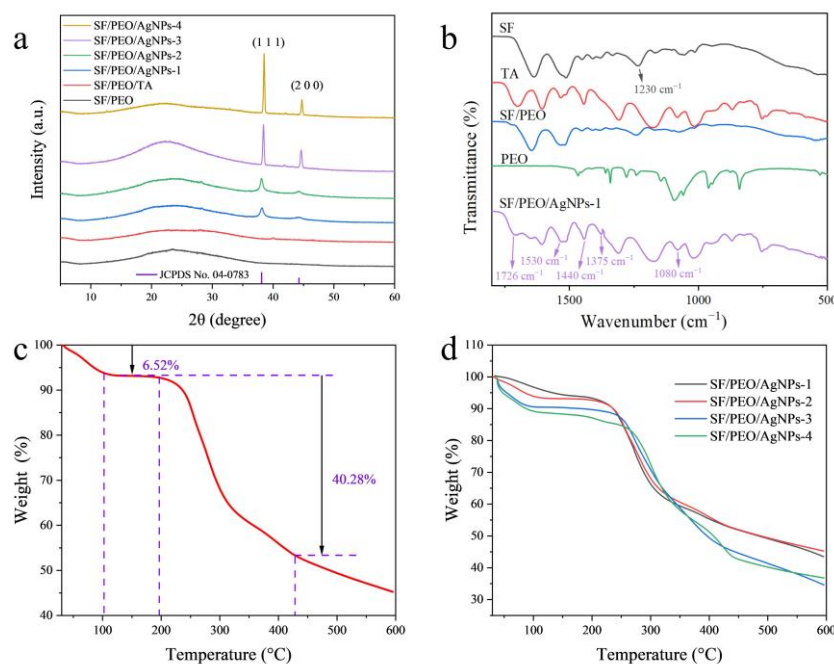 a
SF/PEO/AgNPs-4
SF/PEO/AgNPs-3
SF/PEO/AgNPs-2
SF/PEO/AgNPs-1
SF/PEO/TA
SF/PEO
(1 1 1)
(2 0 0)
JCPDS No. 04-0783
Intensity (a.u.)
10 20 30 40 50 60
2θ (degree)
b
SF
1230 cm⁻¹
TA
SF/PEO
PEO
SF/PEO/AgNPs-1
1726 cm⁻¹
1530 cm⁻¹
1440 cm⁻¹
1375 cm⁻¹
1080 cm⁻¹
Transmittance (%)
1500 1000 500
Wavenumber (cm⁻¹)
c
100
90
80
70
60
50
40
6.52%
40.28%
Weight (%)
100 200 300 400 500 600
Temperature (°C)
d
SF/PEO/AgNPs-1
SF/PEO/AgNPs-2
SF/PEO/AgNPs-3
SF/PEO/AgNPs-4
110
100
90
80
70
60
50
40
30
Weight (%)
100 200 300 400 500 600
Temperature (°C)